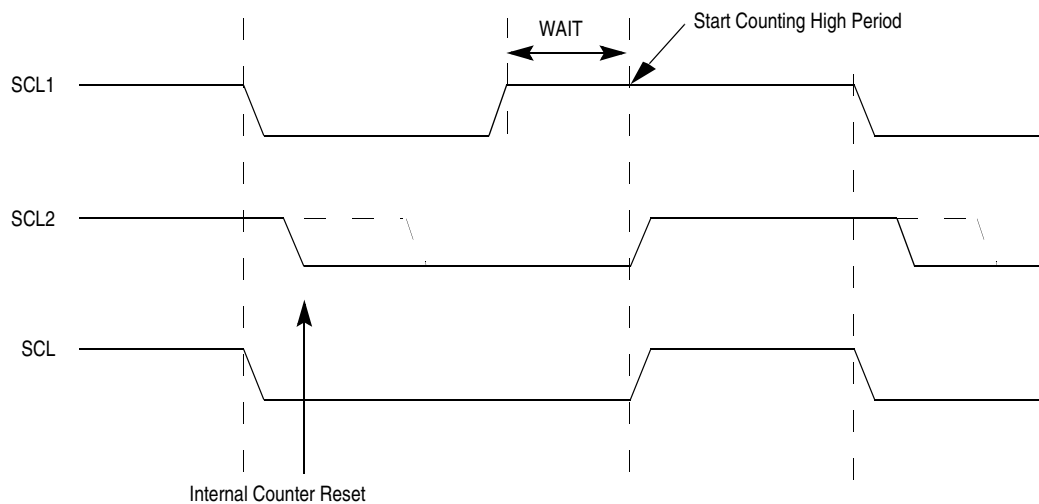 Start Counting High Period
WAIT
SCL1
SCL2
SCL
Internal Counter Reset